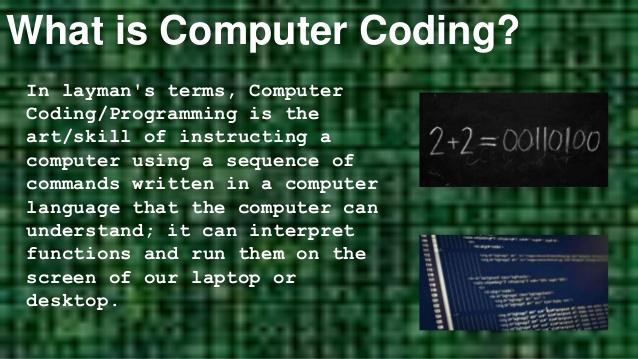 What is Computer Coding?
In layman's terms, Computer
Coding/Programming is the
art/skill of instructing a
computer using a sequence of
commands written in a computer
language that the computer can
understand; it can interpret
functions and run them on the
screen of our laptop or
desktop.
2+2=00110100